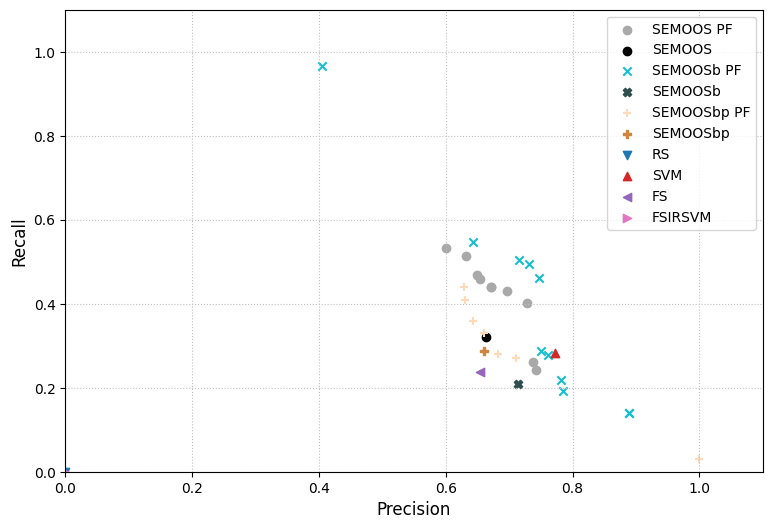 1.0
0.8
0.6
0.4
0.2
0.0
Recall
0.0 0.2 0.4 0.6 0.8 1.0
Precision
SEMOOS PF
SEMOOS
SEMOOSb PF
SEMOOSb
SEMOOSbp PF
SEMOOSbp
RS
SVM
FS
FSIRSVM